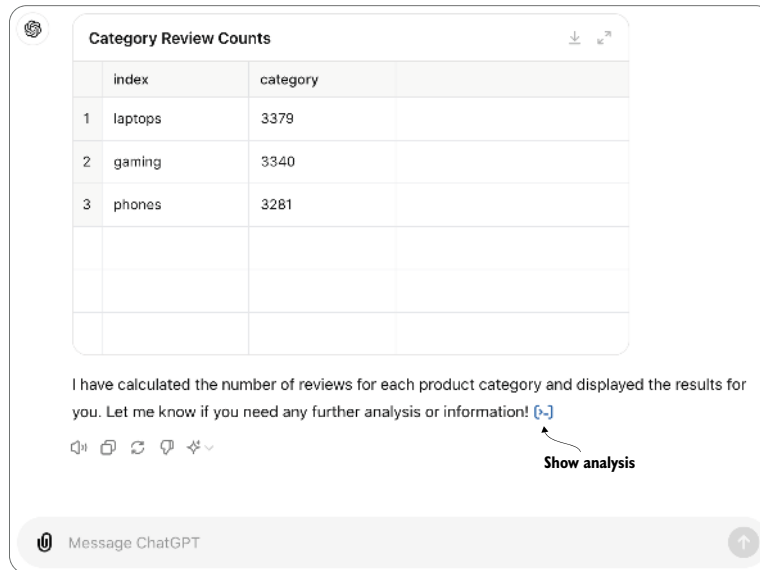 Category Review Counts
index category
1 laptops 3379
2 gaming 3340
3 phones 3281
I have calculated the number of reviews for each product category and displayed the results for
you. Let me know if you need any further analysis or information! [>-]
Show analysis
Message ChatGPT